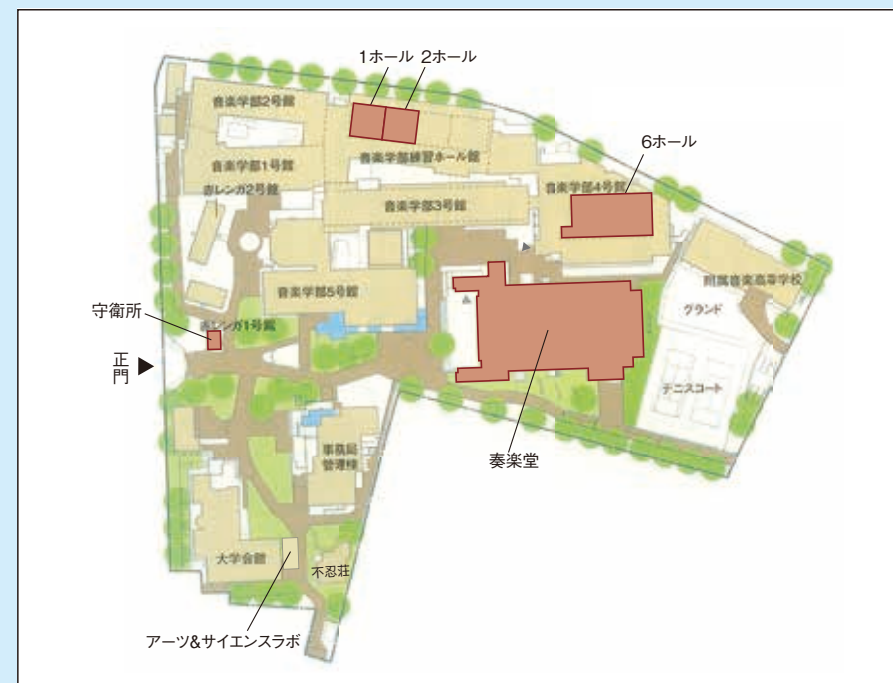 1ホール 2ホール
音楽学部2号館
6ホール
音楽学部1号館
音楽学部練習ホール館
赤レンガ2号館
音楽学部4号館
音楽学部3号館
附属音楽高等学校
音楽学部5号館
グランド
守衛所
赤レンガ1号館
正門
テニスコート
奏楽堂
事務局
管理棟
大学会館
不忍荘
アーツ&サイエンスラボ